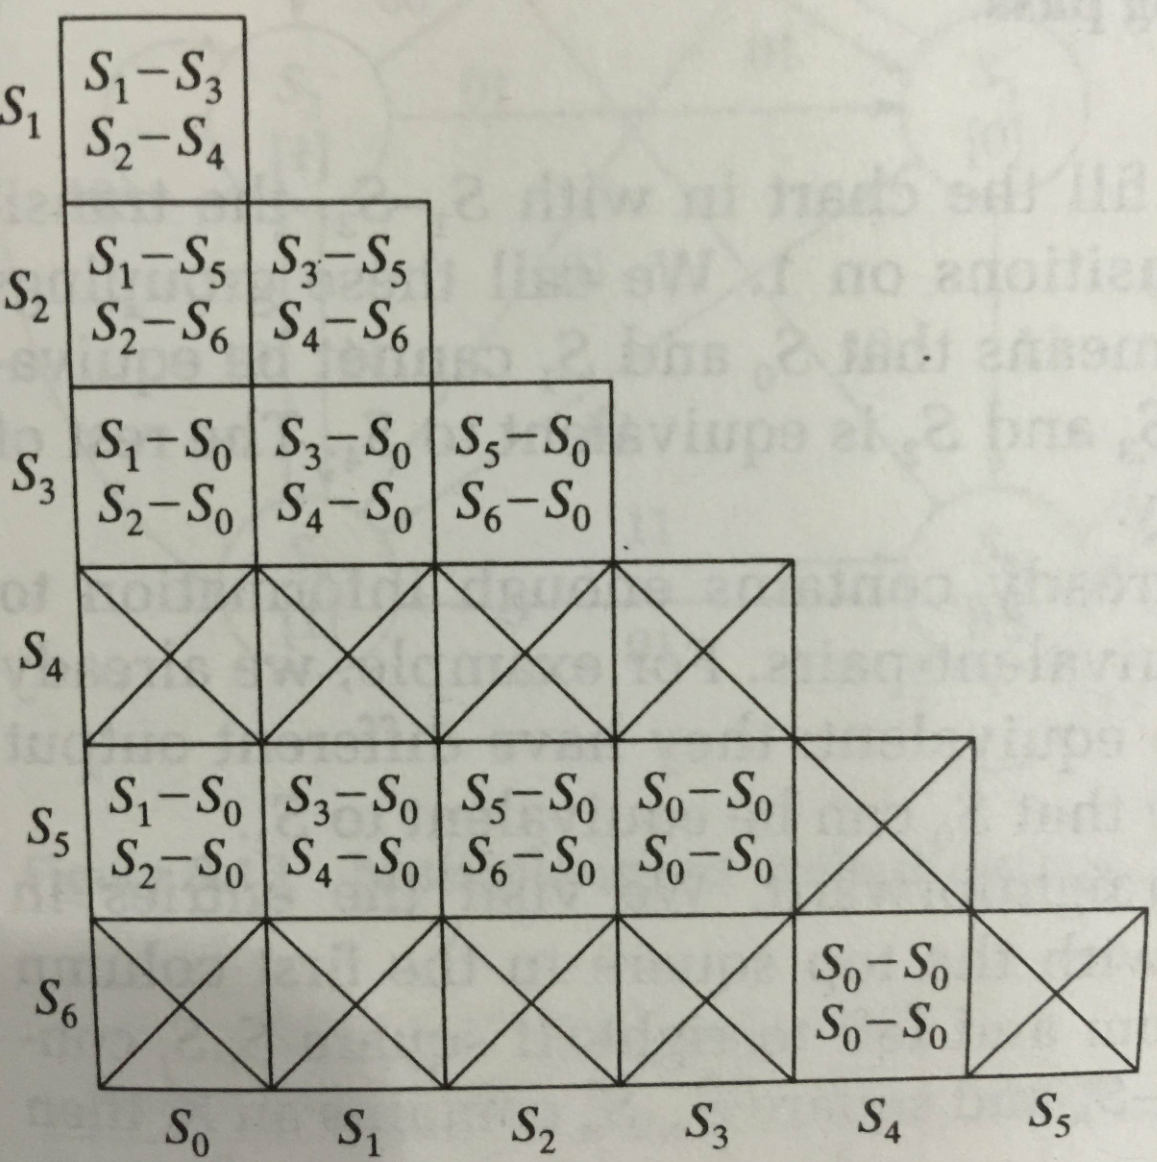 S₁ S₁–S₃
S₂–S₄
S₂ S₁–S₅ S₃–S₅
S₂–S₆ S₄–S₆
S₃ S₁–S₀ S₃–S₀ S₅–S₀
S₂–S₀ S₄–S₀ S₆–S₀
S₄
S₅ S₁–S₀ S₃–S₀ S₅–S₀ S₀–S₀
S₂–S₀ S₄–S₀ S₆–S₀ S₀–S₀
S₆ S₀–S₀
S₀–S₀
S₀ S₁ S₂ S₃ S₄ S₅